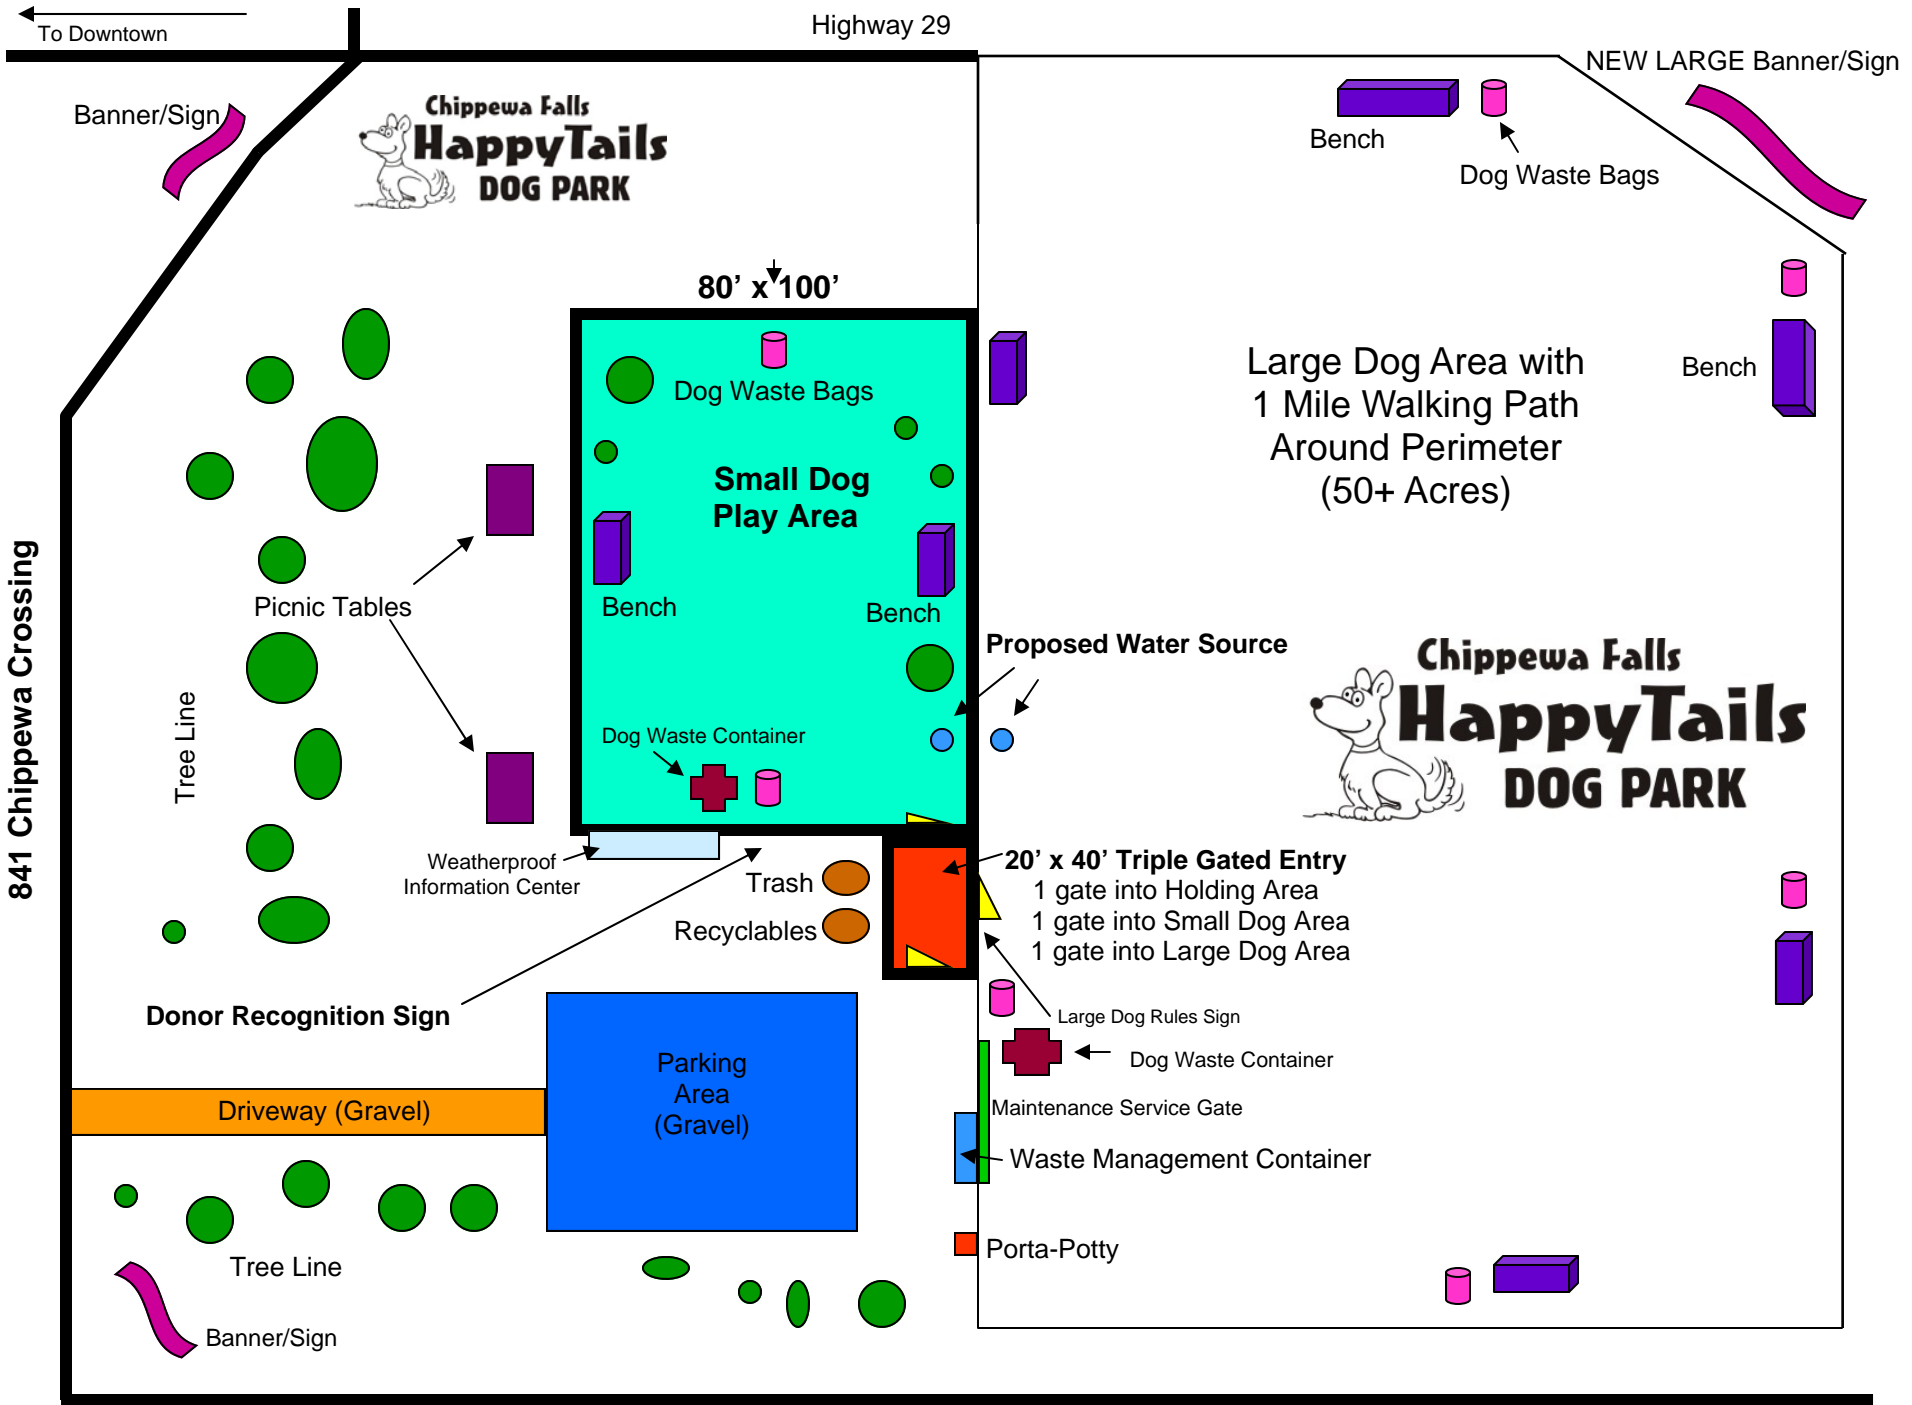 To Downtown
Highway 29
NEW LARGE Banner/Sign
Banner/Sign
Chippewa Falls
HappyTails
DOG PARK
Bench
Dog Waste Bags
80’ x 100’
Dog Waste Bags
Small Dog
Play Area
Bench
Bench
Large Dog Area with
1 Mile Walking Path
Around Perimeter
(50+ Acres)
Bench
841 Chippewa Crossing
Picnic Tables
Tree Line
Proposed Water Source
Dog Waste Container
Chippewa Falls
HappyTails
DOG PARK
Weatherproof
Information Center
Trash
Recyclables
20’ x 40’ Triple Gated Entry
1 gate into Holding Area
1 gate into Small Dog Area
1 gate into Large Dog Area
Donor Recognition Sign
Large Dog Rules Sign
Dog Waste Container
Parking
Area
(Gravel)
Driveway (Gravel)
Maintenance Service Gate
Waste Management Container
Porta-Potty
Tree Line
Banner/Sign